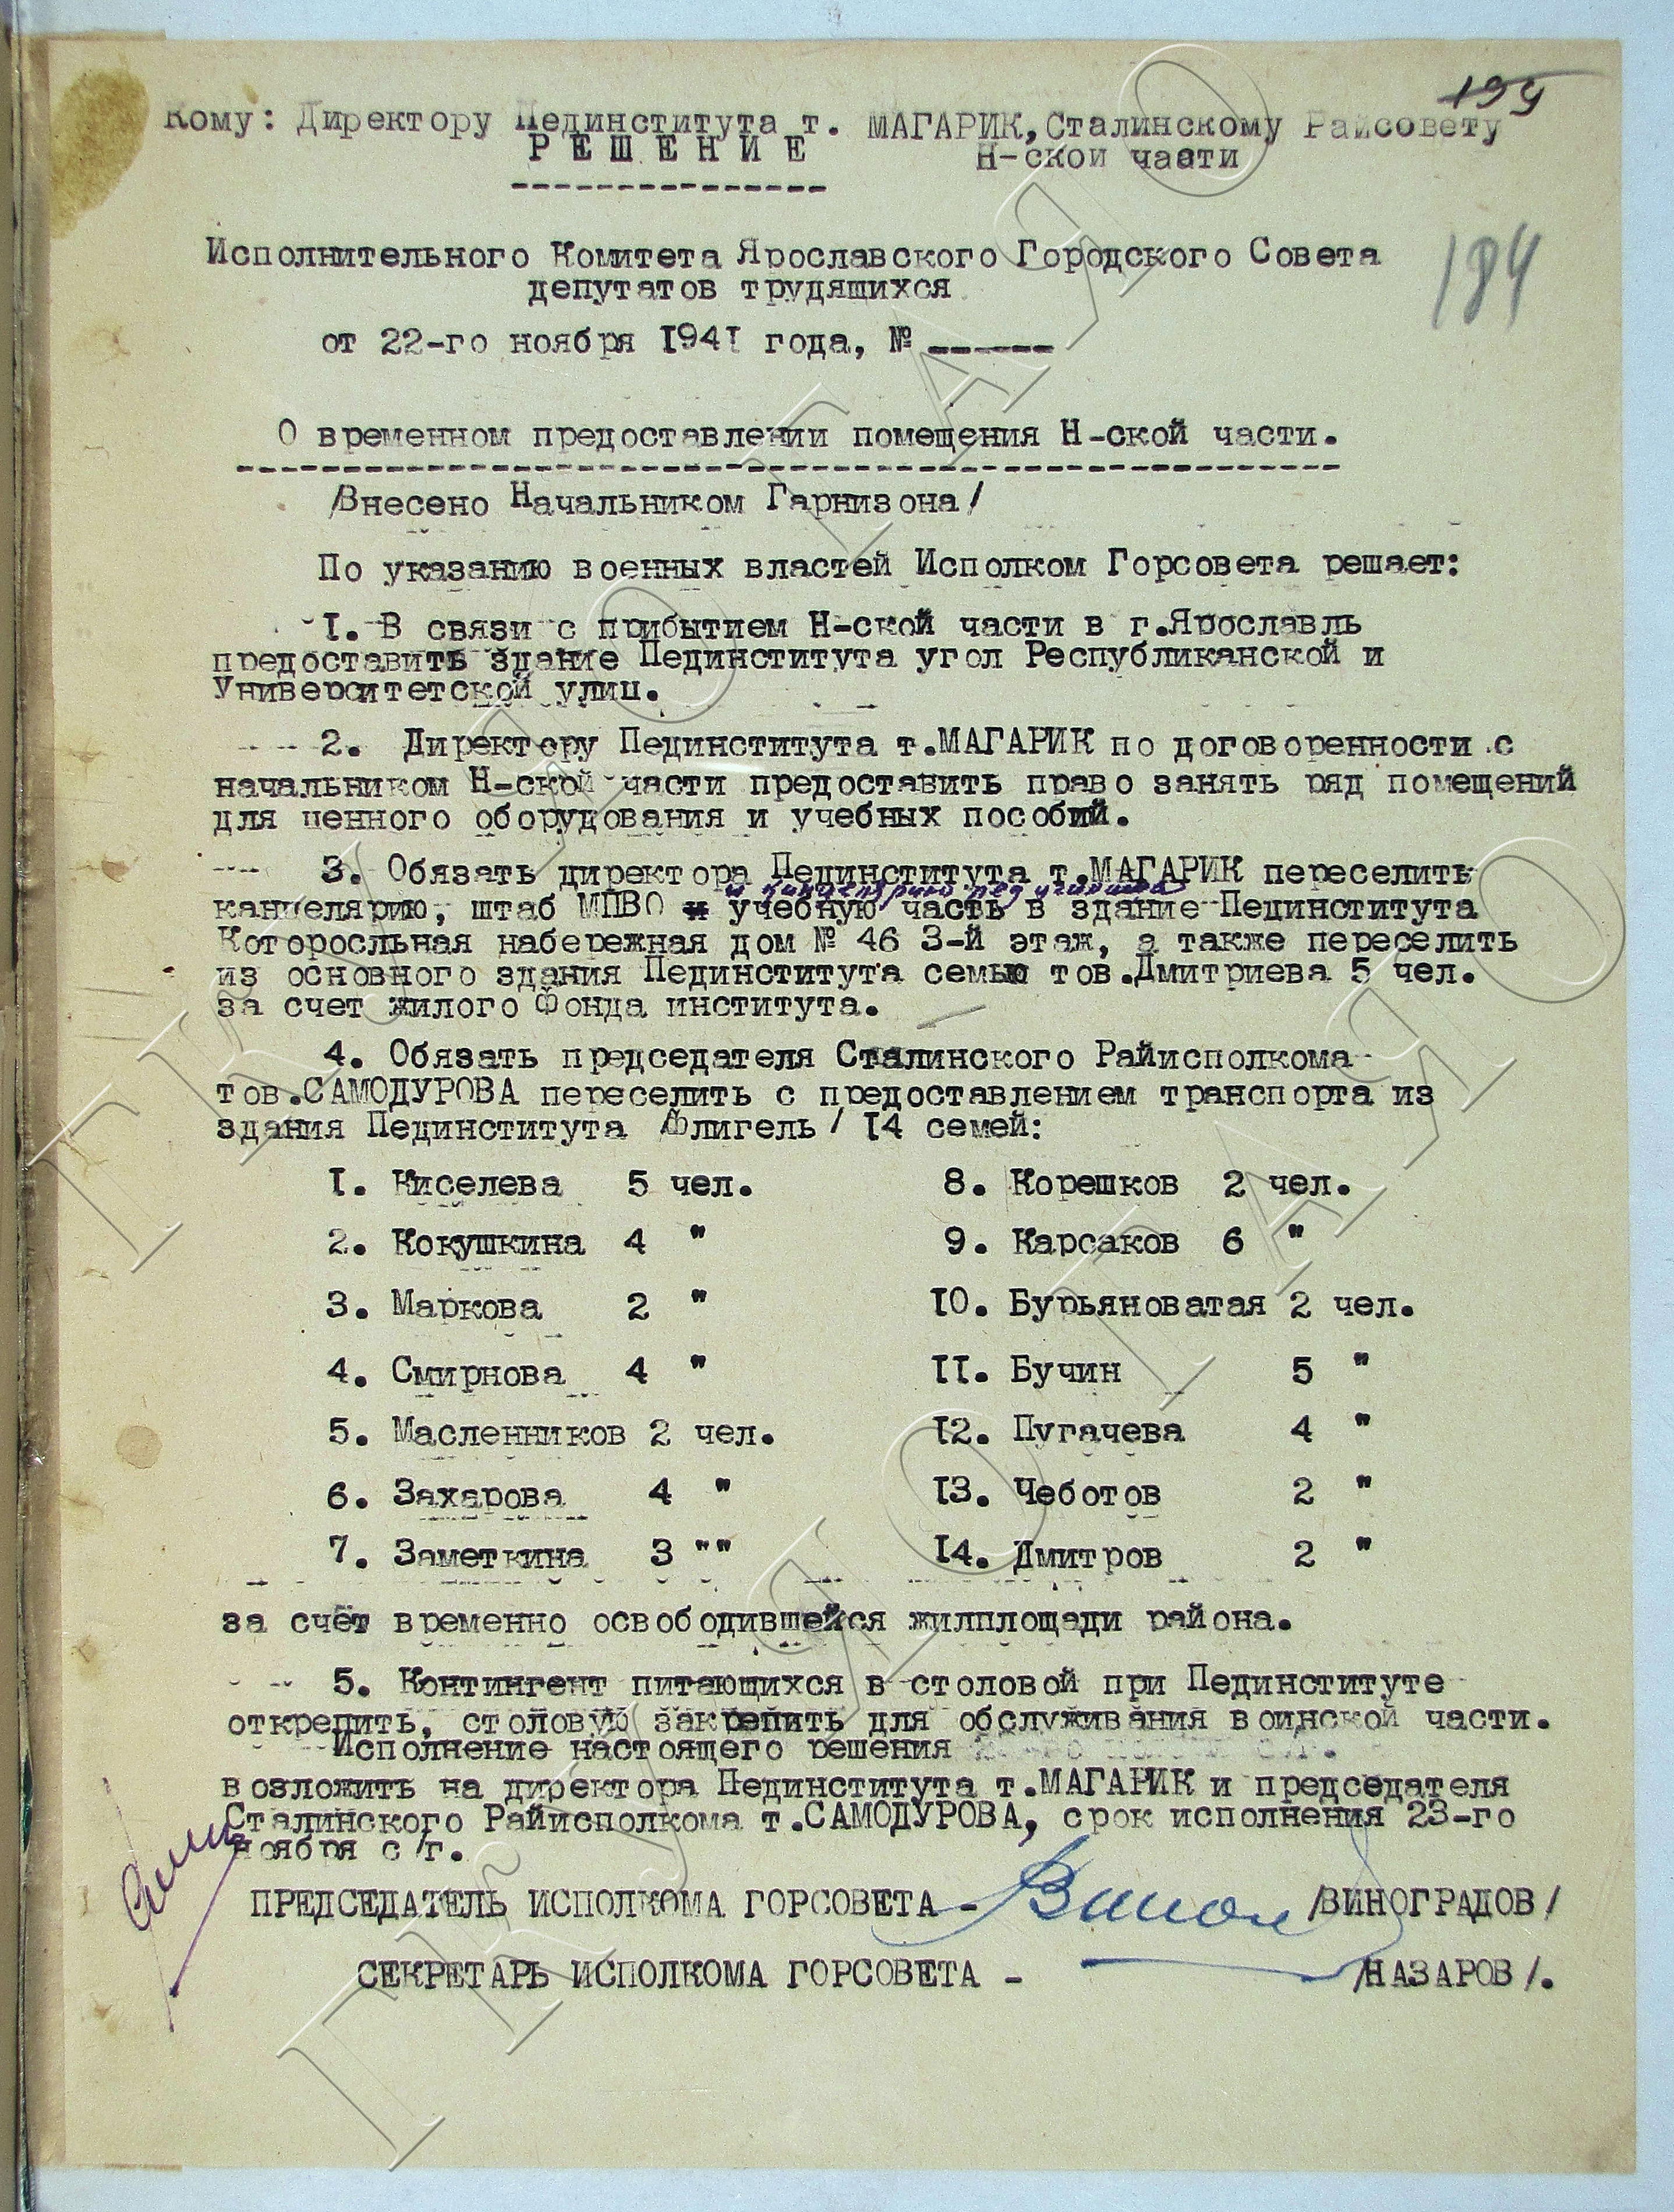 199
Кому: Директору Пединститута т. МАГАРИК, Сталинскому Райсовету
Н-ской чаати
РЕШЕНИЕ
184
Исполнительного Комитета Ярославского Городского Совета
депутатов трудящихся
от 22-го ноября 1941 года, №
О временном предоставлении помещения Н-ской части.
/Внесено Начальником Гарнизона/
По указанию военных властей Исполком Горсовета решает:
1. В связи с прибытием Н-ской части в г.Ярославль
предоставить здание Пединститута угол Республиканской и
Университетской улиц.
2. Директору Пединститута т.МАГАРИК по договоренности с
начальником Н-ской части предоставить право занять ряд помещений
для ценного оборудования и учебных пособий.
3. Обязать директора Пединститута т.МАГАРИК переселить
и канцелярию педучилища
канцелярию, штаб МПВО и учебную часть в здание Пединститута
Которосльная набережная дом № 46 3-й этаж, а также переселить
из основного здания Пединститута семью тов.Дмитриева 5 чел.
за счет жилого Фонда института.
4. Обязать председателя Сталинского Райисполкома
тов.САМОДУРОВА переселить с предоставлением транспорта из
здания Пединститута /Флигель/ 14 семей:
1. Киселева 5 чел.
2. Кокушкина 4 "
3. Маркова 2 "
4. Смирнова 4 "
5. Масленников 2 чел.
6. Захарова 4 "
7. Заметкина 3 ""
8. Корешков 2 чел.
9. Карсаков 6 "
10. Бурьяноватая 2 чел.
11. Бучин 5 "
12. Пугачева 4 "
13. Чеботов 2 "
14. Дмитров 2 "
за счёт временно освободившейся жилплощади района.
5. Контингент питающихся в столовой при Пединституте
открепить, столовую закрепить для обслуживания воинской части.
Исполнение настоящего решения
возложить на директора Пединститута т.МАГАРИК и председателя
Сталинского Райисполкома т.САМОДУРОВА, срок исполнения 23-го
ноября с/г.
ПРЕДСЕДАТЕЛЬ ИСПОЛКОМА ГОРСОВЕТА - /ВИНОГРАДОВ/
СЕКРЕТАРЬ ИСПОЛКОМА ГОРСОВЕТА - /НАЗАРОВ/.